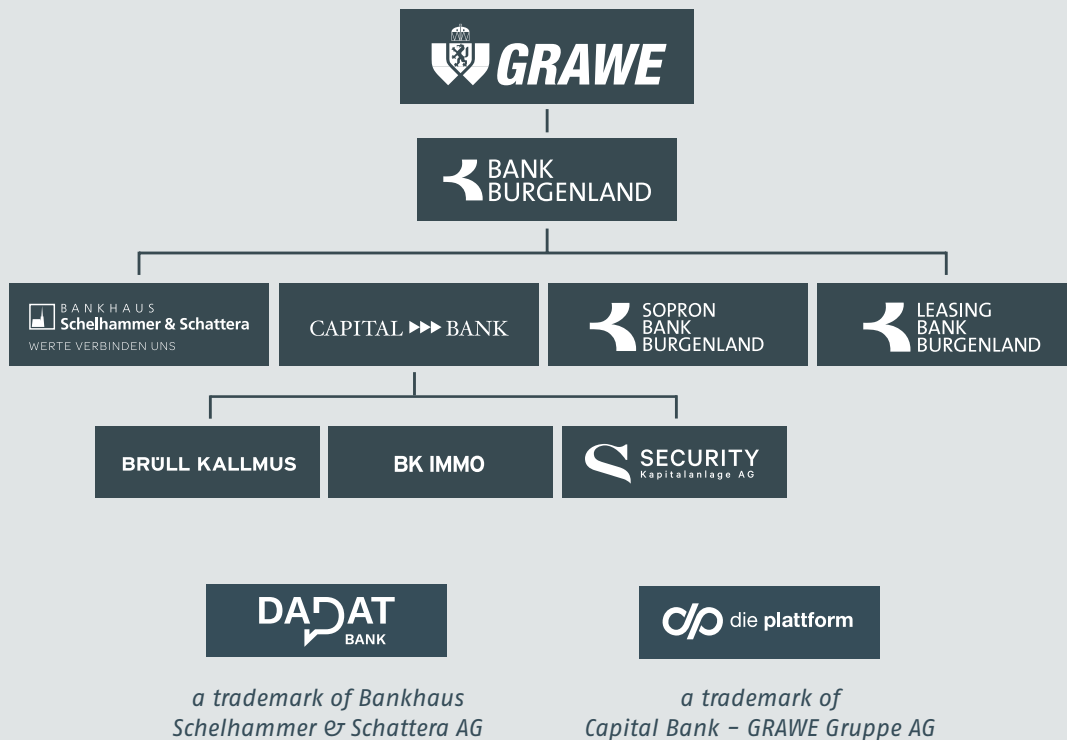 GRAWE
BANK
BURGENLAND
BANKHAUS
Schelhammer & Schattera
WERTE VERBINDEN UNS
CAPITAL BANK
SOPRON
BANK
BURGENLAND
LEASING
BANK
BURGENLAND
BRÜLL KALLMUS
BK IMMO
SECURITY
Kapitalanlage AG
DADAT
BANK
a trademark of Bankhaus
Schelhammer & Schattera AG
dp die plattform
a trademark of
Capital Bank – GRAWE Gruppe AG